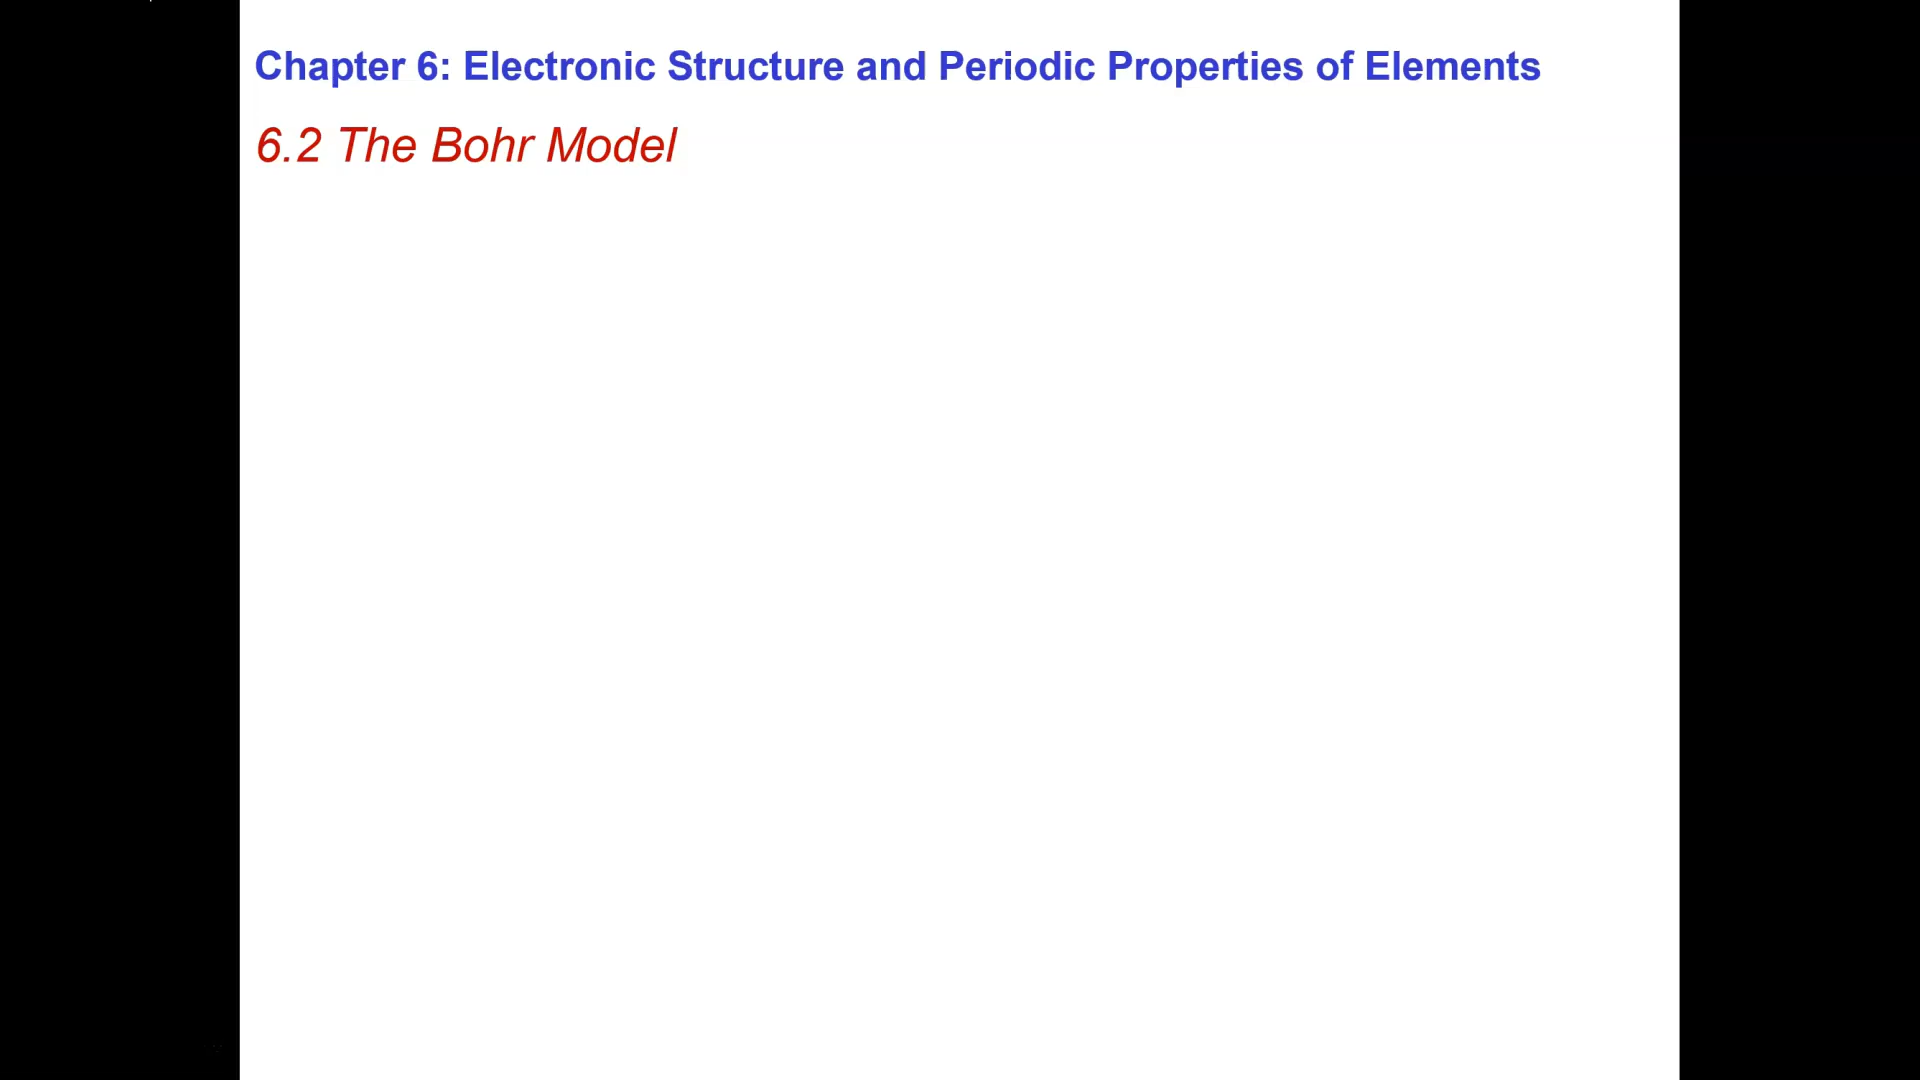 Chapter 6: Electronic Structure and Periodic Properties of Elements
6.2 The Bohr Model